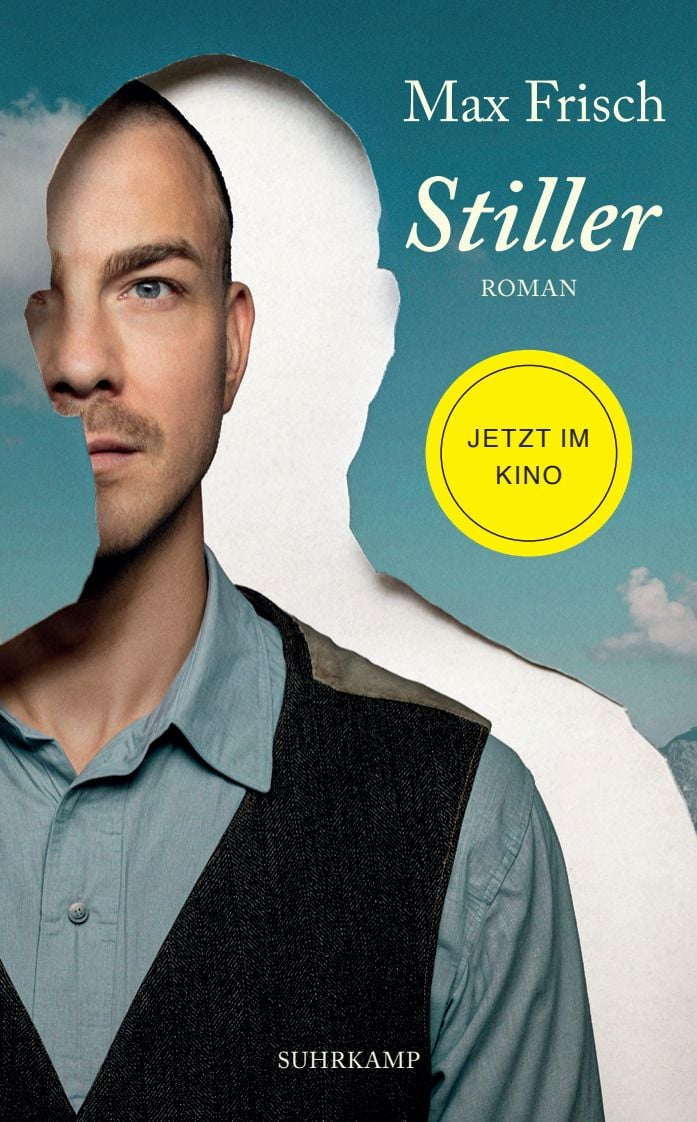 Max Frisch
Stiller
ROMAN
JETZT IM
KINO
SUHRKAMP